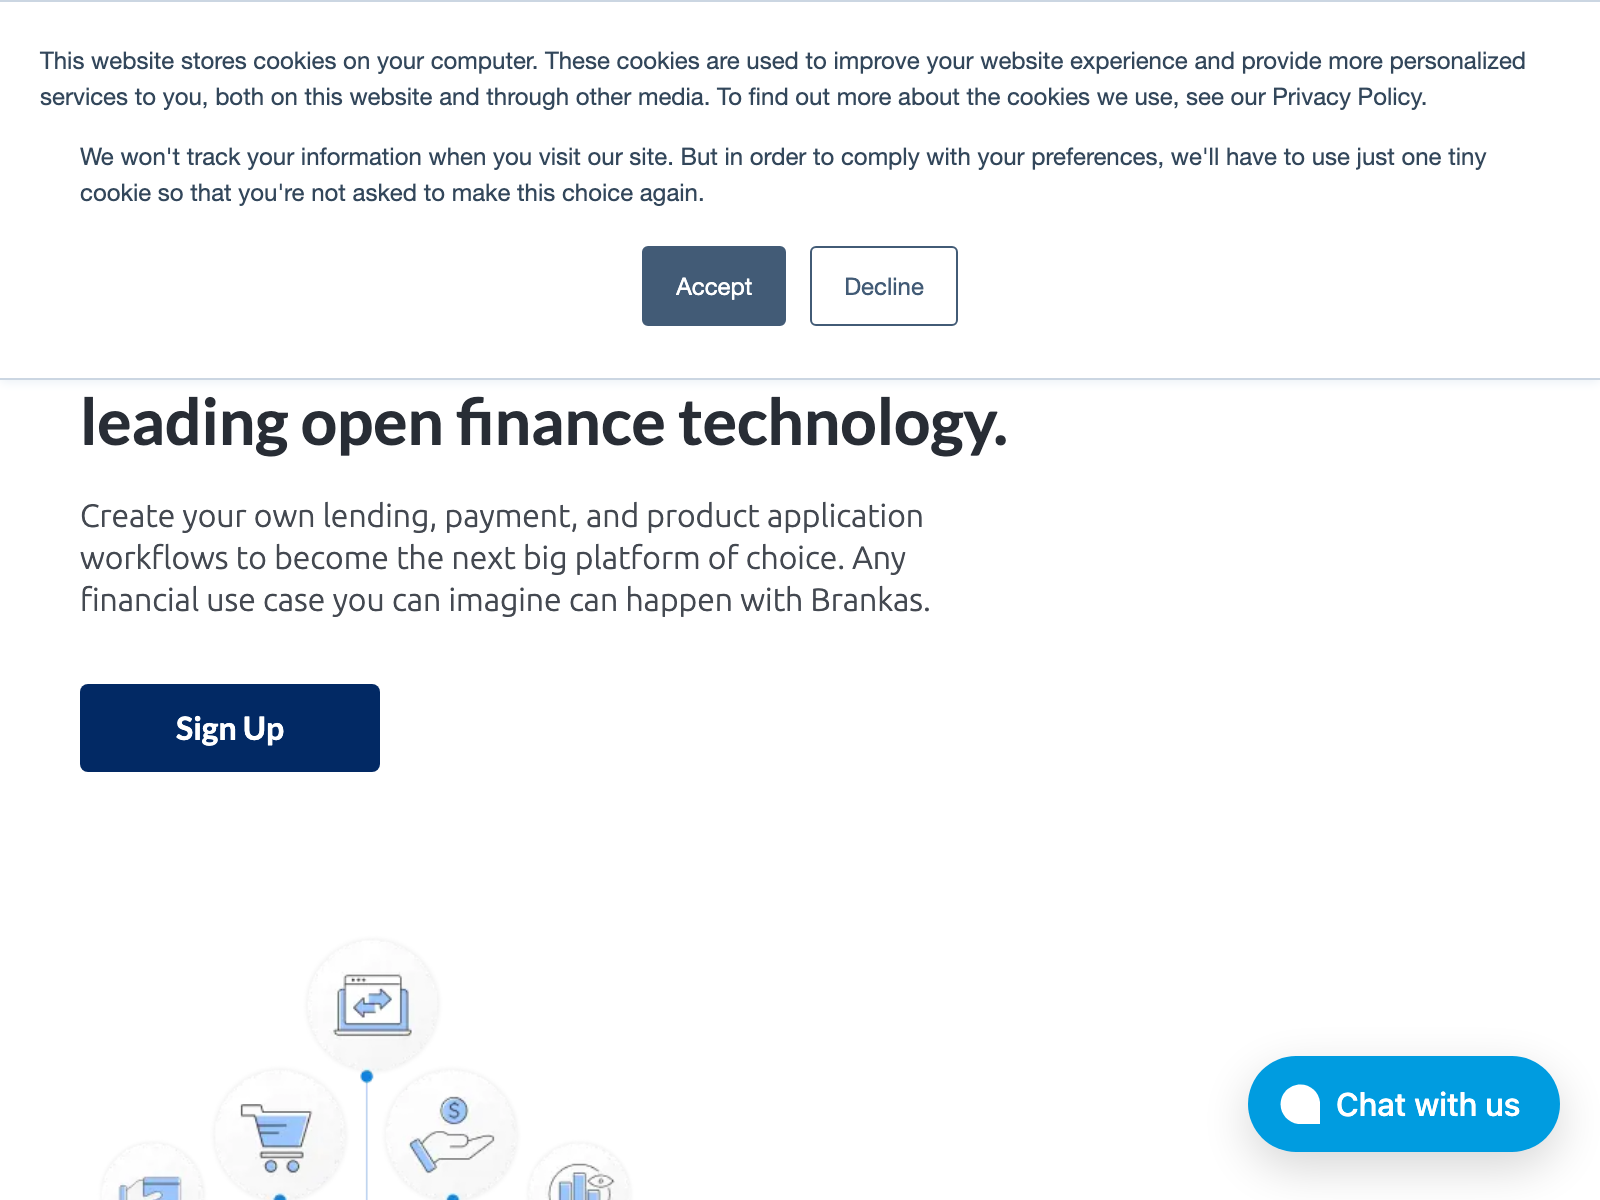 This website stores cookies on your computer. These cookies are used to improve your website experience and provide more personalized
services to you, both on this website and through other media. To find out more about the cookies we use, see our Privacy Policy.
We won't track your information when you visit our site. But in order to comply with your preferences, we'll have to use just one tiny
cookie so that you're not asked to make this choice again.
Accept
Decline
leading open finance technology.
Create your own lending, payment, and product application
workflows to become the next big platform of choice. Any
financial use case you can imagine can happen with Brankas.
Sign Up
$
Chat with us